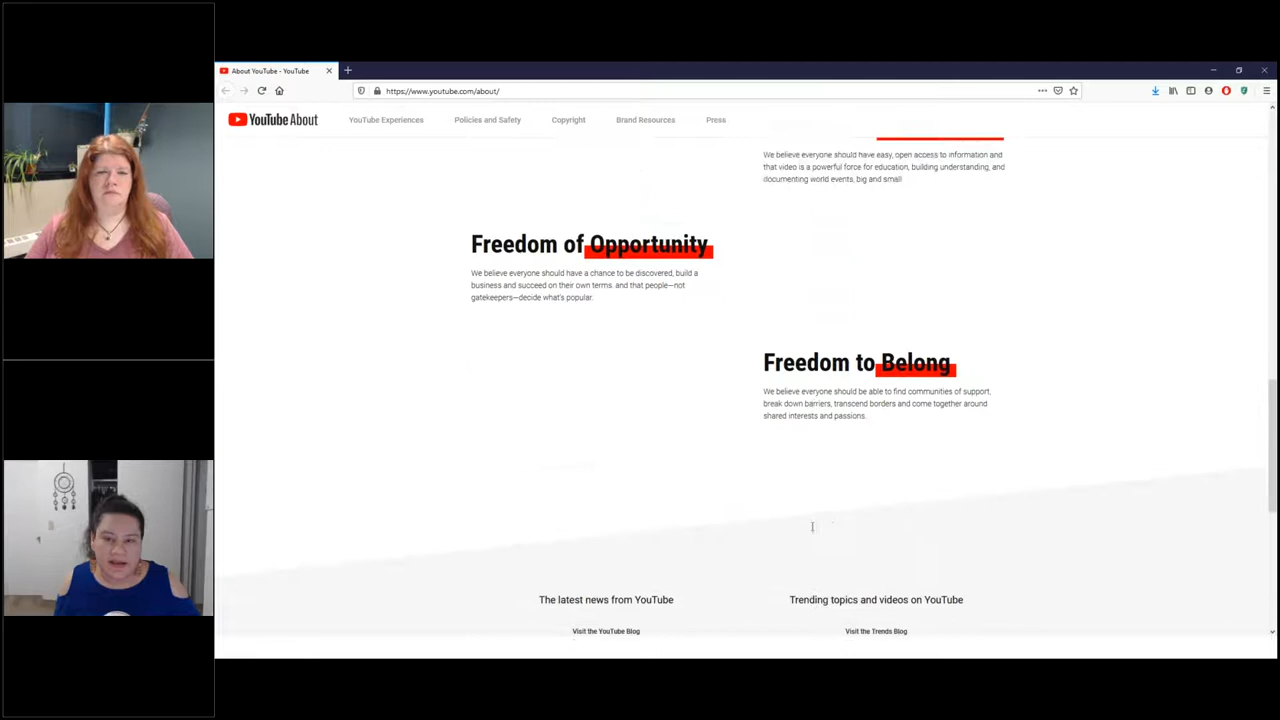 About YouTube - YouTube
https://www.youtube.com/about/
YouTube About
YouTube Experiences
Policies and Safety
Copyright
Brand Resources
Press
We believe everyone should have easy, open access to information and
that video is a powerful force for education, building understanding, and
documenting world events, big and small
Freedom of Opportunity
We believe everyone should have a chance to be discovered, build a
business and succeed on their own terms. and that people—not
gatekeepers—decide what's popular.
Freedom to Belong
We believe everyone should be able to find communities of support,
break down barriers, transcend borders and come together around
shared interests and passions.
The latest news from YouTube
Trending topics and videos on YouTube
Visit the YouTube Blog
Visit the Trends Blog